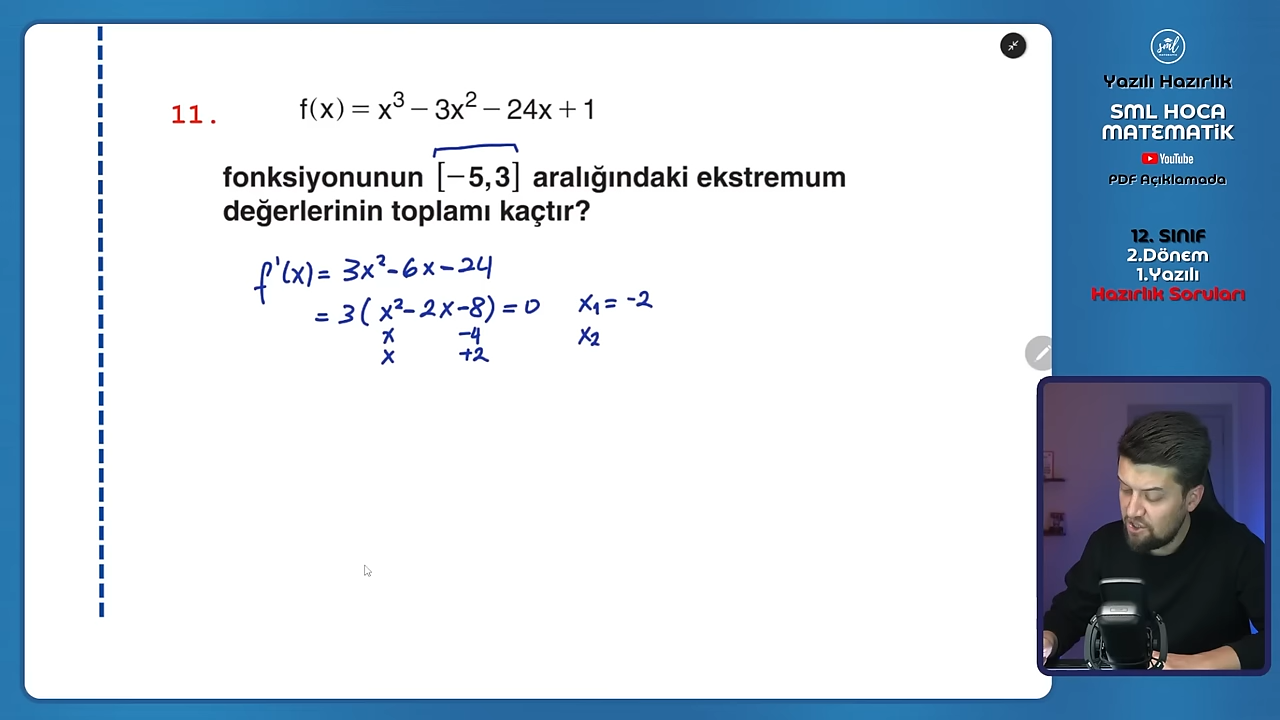 11.
f(x) = x³ − 3x² − 24x + 1
fonksiyonunun [−5,3] aralığındaki ekstremum
değerlerinin toplamı kaçtır?
f'(x) = 3x² - 6x - 24
= 3(x² - 2x - 8) = 0   x₁ = -2
x   -4   x₂
x   +2
sml
Yazılı Hazırlık
SML HOCA
MATEMATİK
YouTube
PDF Açıklamada
12. SINIF
2.Dönem
1.Yazılı
Hazırlık Soruları